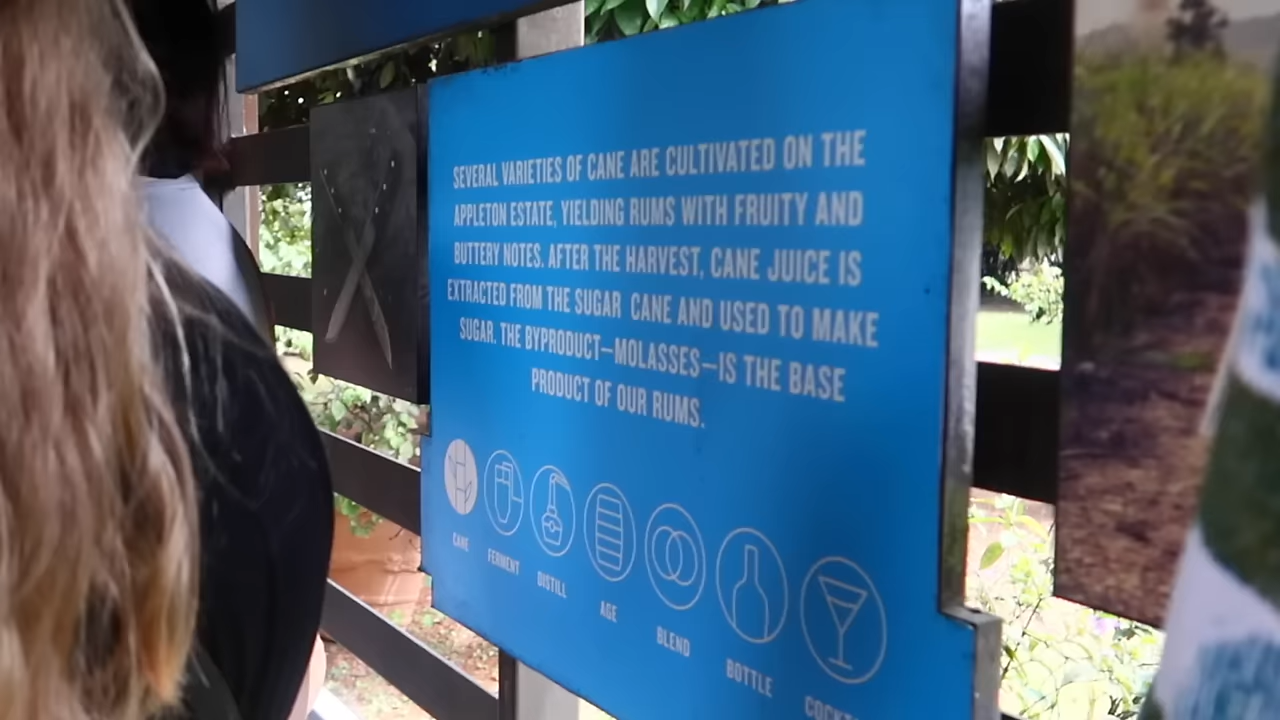 SEVERAL VARIETIES OF CANE ARE CULTIVATED ON THE
APPLETON ESTATE, YIELDING RUMS WITH FRUITY AND
BUTTERY NOTES. AFTER THE HARVEST, CANE JUICE IS
EXTRACTED FROM THE SUGAR CANE AND USED TO MAKE
SUGAR. THE BYPRODUCT—MOLASSES—IS THE BASE
PRODUCT OF OUR RUMS.
CANE
FERMENT
DISTILL
AGE
BLEND
BOTTLE